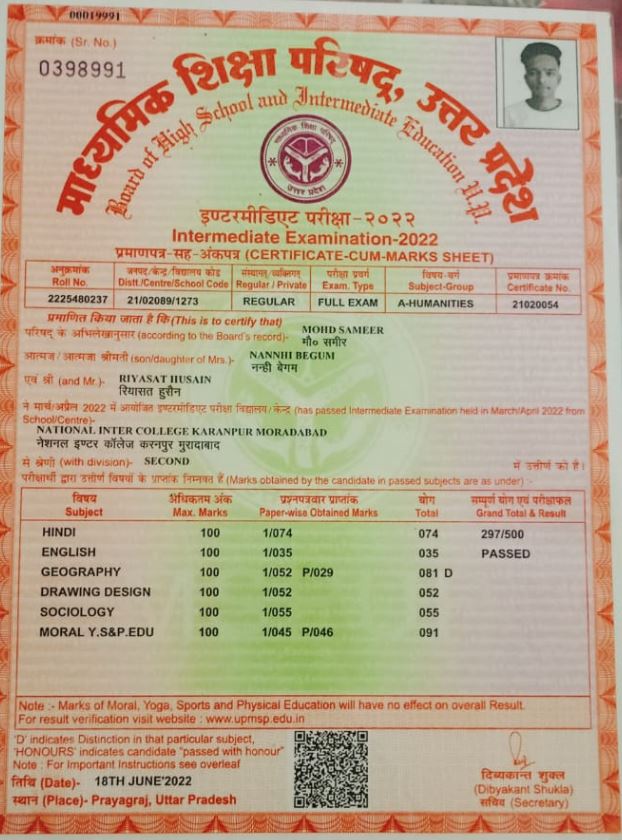 00019991
क्रमांक (Sr. No.)
0398991
माध्यमिक शिक्षा परिषद्, उत्तर प्रदेश
Board of High School and Intermediate Education U.P.
माध्यमिक शिक्षा परिषद्
उत्तर प्रदेश
इण्टरमीडिएट परीक्षा-२०२२
Intermediate Examination-2022
प्रमाणपत्र-सह-अंकपत्र (CERTIFICATE-CUM-MARKS SHEET)
अनुक्रमांक जनपद/केन्द्र/विद्यालय कोड संस्थागत/व्यक्तिगत परीक्षा प्रवर्ग विषय-वर्ग प्रमाणपत्र क्रमांक
Roll No. Distt./Centre/School Code Regular / Private Exam. Type Subject-Group Certificate No.
2225480237 21/02089/1273 REGULAR FULL EXAM A-HUMANITIES 21020054
प्रमाणित किया जाता है कि (This is to certify that)
परिषद् के अभिलेखानुसार (according to the Board's record)- MOHD SAMEER
मौ० समीर
आत्मज/आत्मजा श्रीमती (son/daughter of Mrs.)- NANNHI BEGUM
नन्ही बेगम
एवं श्री (and Mr.)- RIYASAT HUSAIN
रियासत हुसैन
ने मार्च/अप्रैल 2022 में आयोजित इण्टरमीडिएट परीक्षा विद्यालय/केन्द्र (has passed Intermediate Examination held in March/April 2022 from
School/Centre)-
NATIONAL INTER COLLEGE KARANPUR MORADABAD
नेशनल इण्टर कॉलेज करनपुर मुरादाबाद
से श्रेणी (with division)- SECOND में उत्तीर्ण की है।
परीक्षार्थी द्वारा उत्तीर्ण विषयों के प्राप्तांक निम्नवत हैं (Marks obtained by the candidate in passed subjects are as under) :-
विषय अधिकतम अंक प्रश्नपत्रवार प्राप्तांक योग सम्पूर्ण योग एवं परीक्षाफल
Subject Max. Marks Paper-wise Obtained Marks Total Grand Total & Result
HINDI 100 1/074 074 297/500
ENGLISH 100 1/035 035 PASSED
GEOGRAPHY 100 1/052 P/029 081 D
DRAWING DESIGN 100 1/052 052
SOCIOLOGY 100 1/055 055
MORAL Y.S&P.EDU 100 1/045 P/046 091
Note :- Marks of Moral, Yoga, Sports and Physical Education will have no effect on overall Result.
For result verification visit website : www.upmsp.edu.in
'D' indicates Distinction in that particular subject,
'HONOURS' indicates candidate "passed with honour"
Note : For Important Instructions see overleaf
तिथि (Date)- 18TH JUNE'2022
स्थान (Place)- Prayagraj, Uttar Pradesh
दिव्यकान्त शुक्ल
(Dibyakant Shukla)
सचिव (Secretary)